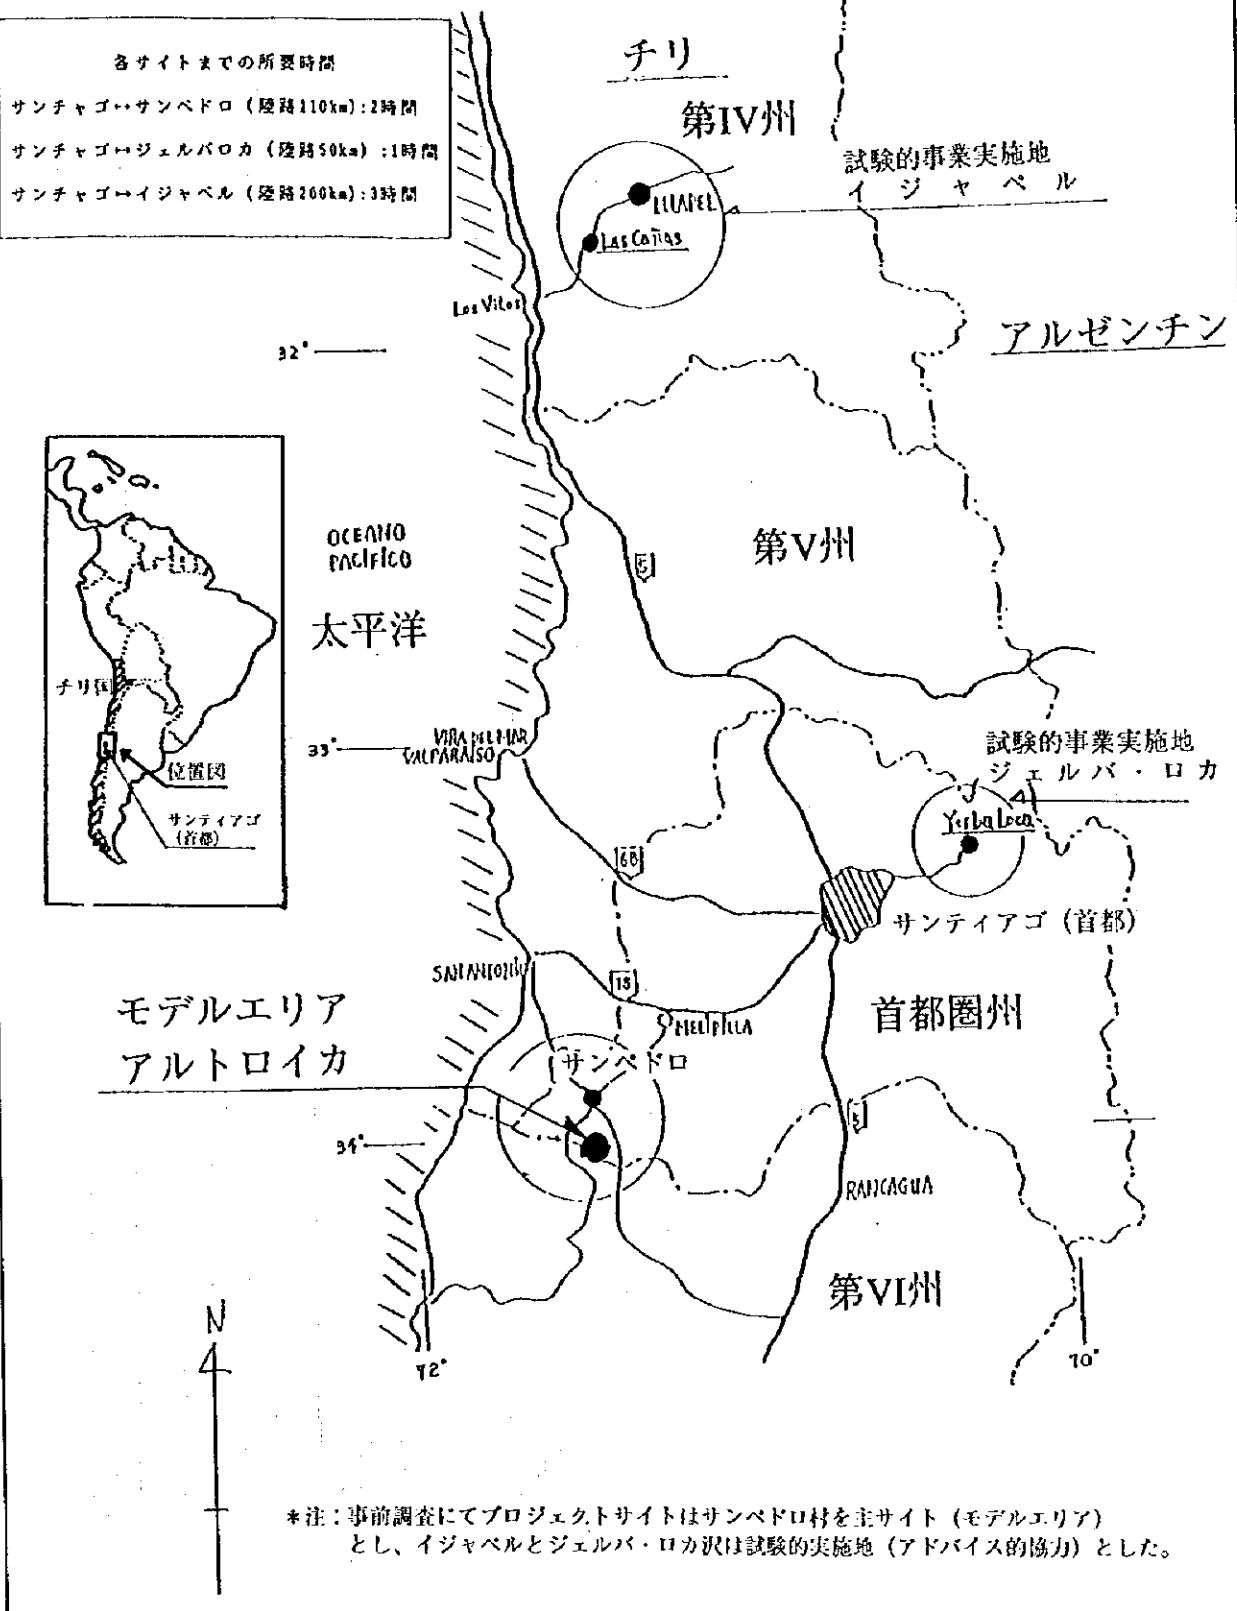 各サイトまでの所要時間
サンチャゴ↔サンペドロ (陸路110km):2時間
サンチャゴ↔ジェルバロカ (陸路50km) :1時間
サンチャゴ↔イジャペル (陸路200km):3時間
チリ
第IV州
試験的事業実施地
イジャペル
ILLAPEL
Las Cañas
Los Vilos
32°
アルゼンチン
OCEANO
PACIFICO
太平洋
第V州
5
チリ国
位置図
サンティアゴ
(首都)
33°
VIÑA DEL MAR
VALPARAISO
試験的事業実施地
ジェルバ・ロカ
Yerba Loca
68
サンティアゴ (首都)
SAN ANTONIO
モデルエリア
アルトロイカ
MELIPILLA
首都圏州
サンペドロ
34°
5
RANCAGUA
第VI州
N
72°
70°
*注:事前調査にてプロジェクトサイトはサンペドロ村を主サイト (モデルエリア)
とし、イジャペルとジェルバ・ロカ沢は試験的実施地 (アドバイス的協力) とした。